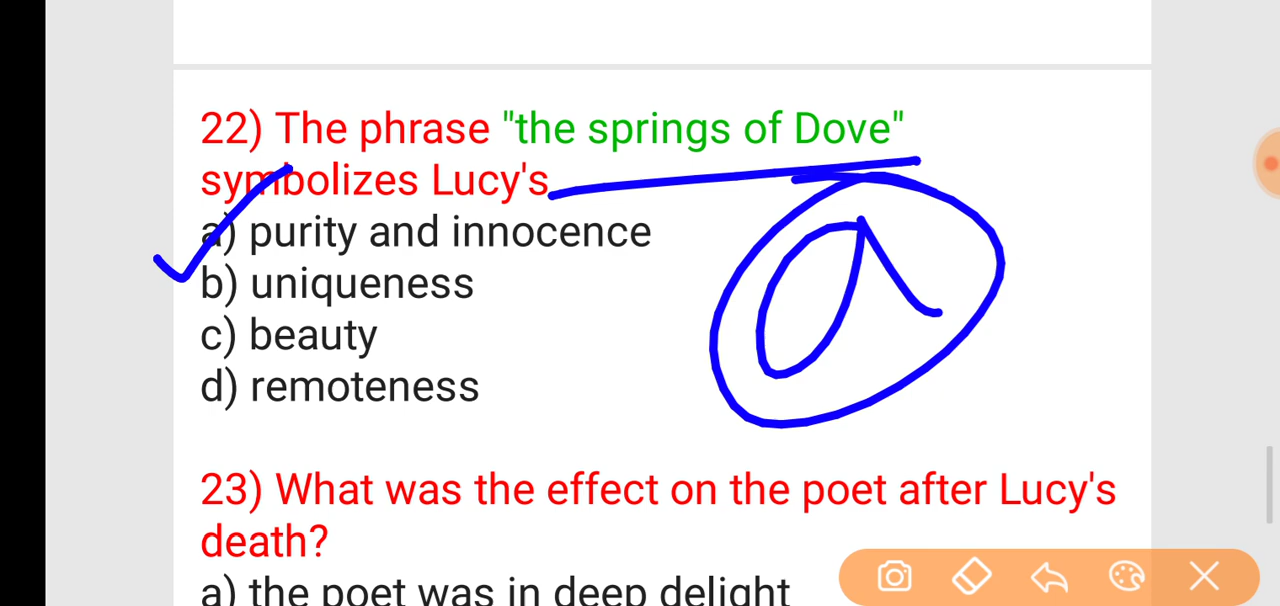 22) The phrase "the springs of Dove"
symbolizes Lucy's
a) purity and innocence
b) uniqueness
c) beauty
d) remoteness
a
23) What was the effect on the poet after Lucy's
death?
a) the poet was in deep delight